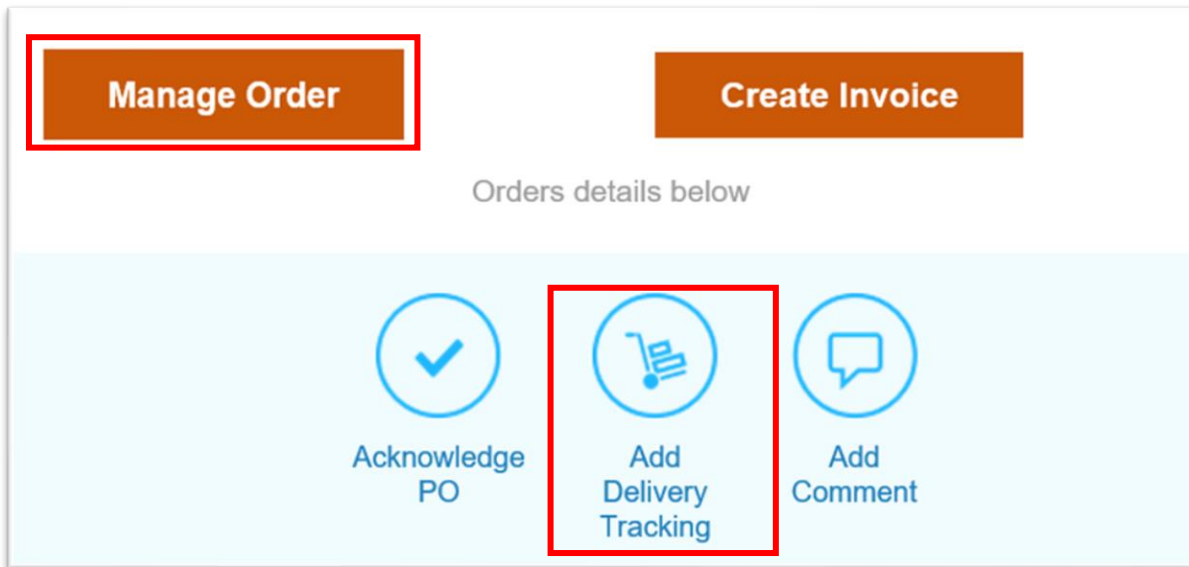 Manage Order
Create Invoice
Orders details below
Acknowledge
PO
Add
Delivery
Tracking
Add
Comment